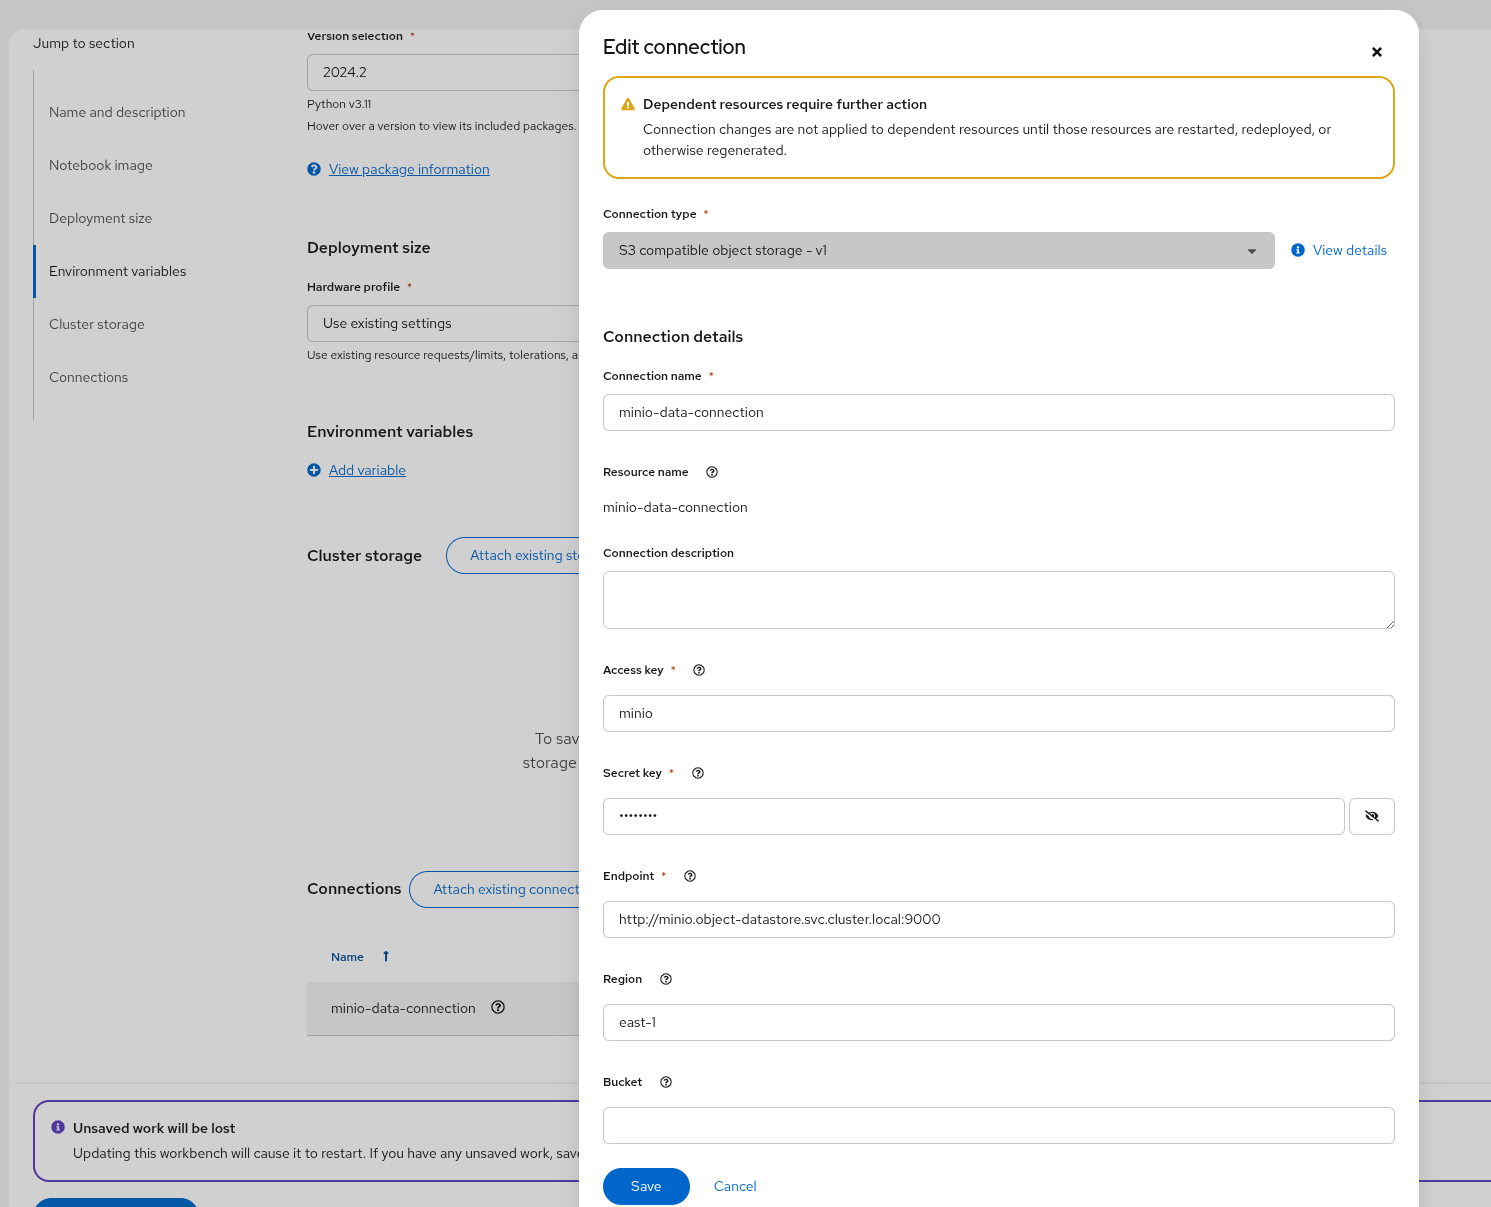 Jump to section
Name and description
Notebook image
Deployment size
Environment variables
Cluster storage
Connections
Version selection *
2024.2
Python v3.11
Hover over a version to view its included packages.
View package information
Deployment size
Hardware profile *
Use existing settings
Use existing resource requests/limits, tolerations, a
Environment variables
Add variable
Cluster storage
Attach existing sto
To sav
storage
Connections
Attach existing connect
Name
minio-data-connection
Unsaved work will be lost
Updating this workbench will cause it to restart. If you have any unsaved work, save
Edit connection
Dependent resources require further action
Connection changes are not applied to dependent resources until those resources are restarted, redeployed, or
otherwise regenerated.
Connection type *
S3 compatible object storage - v1
View details
Connection details
Connection name *
minio-data-connection
Resource name
minio-data-connection
Connection description
Access key *
minio
Secret key *
••••••••
Endpoint *
http://minio.object-datastore.svc.cluster.local:9000
Region
east-1
Bucket
Save
Cancel